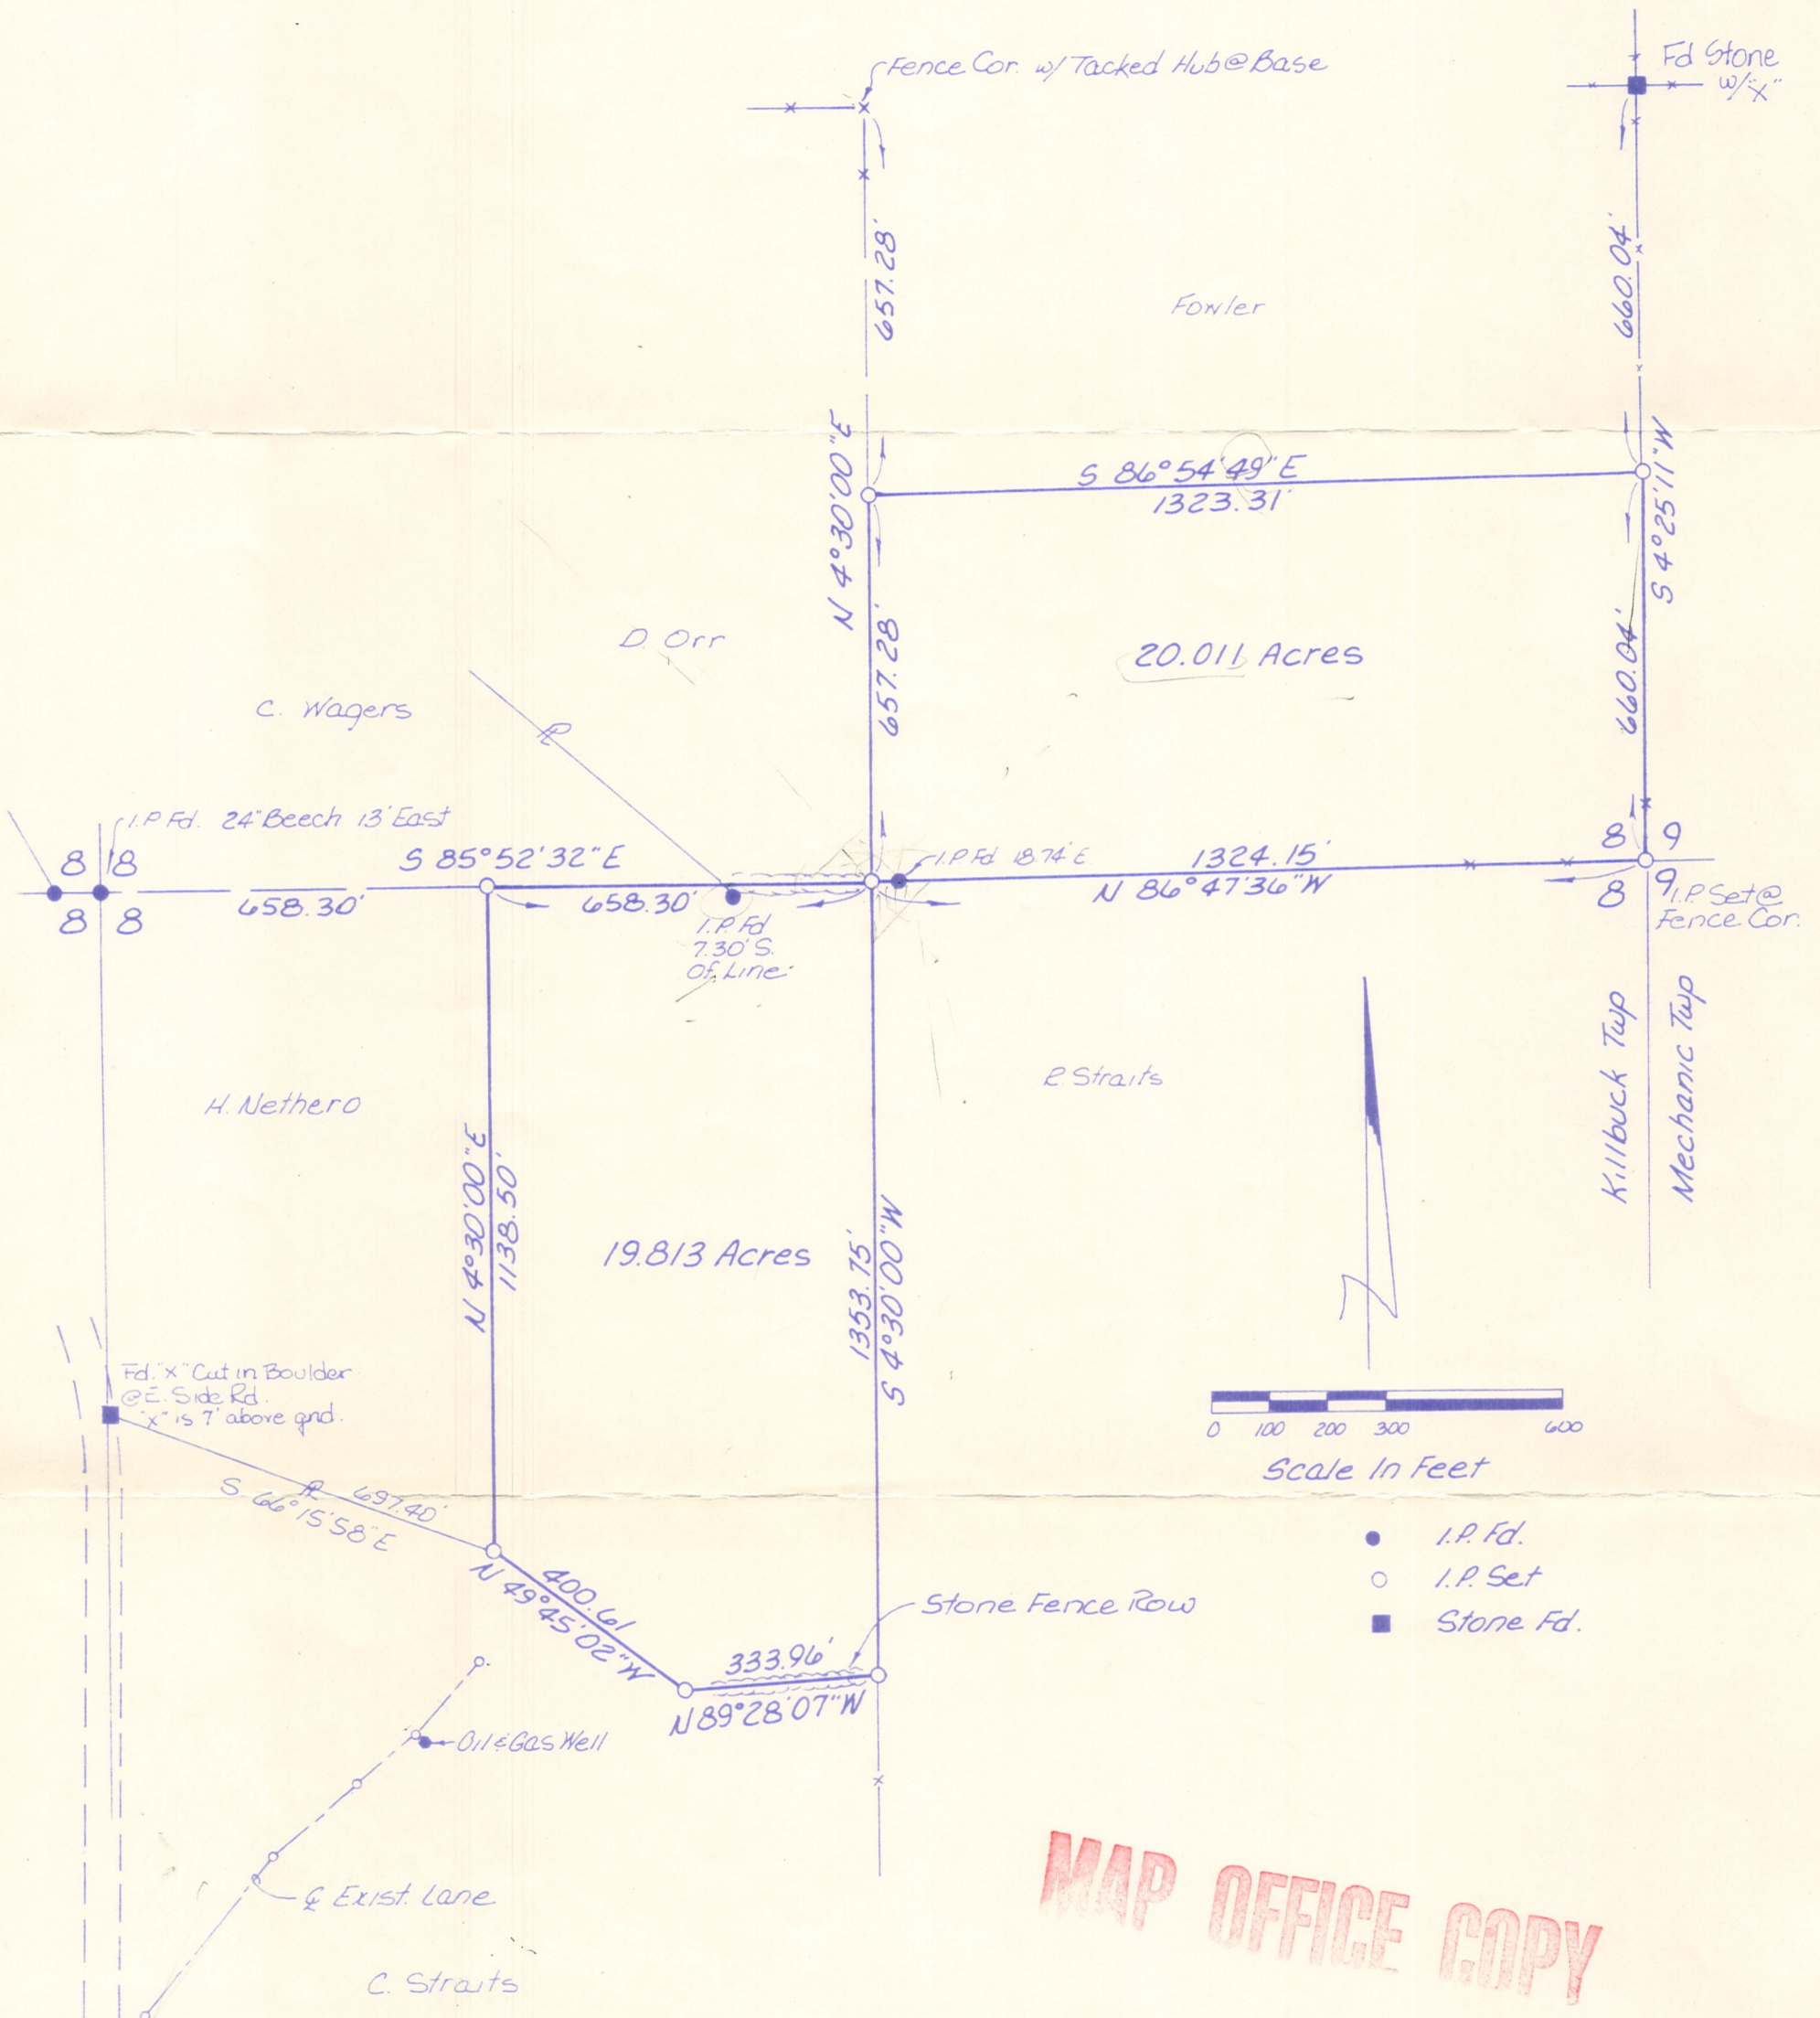 Fence Cor. w/ Tacked Hub @ Base
Fd Stone
w/"X"
657.28'
660.04'
Fowler
N 4°30'00"E
S 86°54'49"E
1323.31'
S 4°25'11"W
D. Orr
657.28'
20.011 Acres
660.04'
C. Wagers
I.P. Fd. 24" Beech 13' East
8 8
8 8
S 85°52'32"E
658.30'
658.30'
I.P. Fd
7.30' S.
Of Line
I.P. Fd 18.74' E
1324.15'
N 86°47'36"W
8 9
8 9
I.P. Set @
Fence Cor.
Killbuck Twp
Mechanic Twp
H. Nethero
R. Straits
N 4°30'00"E
1138.50'
19.813 Acres
1353.75'
S 4°30'00"W
Fd. "X" Cut in Boulder
@ E. Side Rd.
"X" is 7' above gnd.
0 100 200 300 600
Scale In Feet
697.40'
S 66°15'58"E
I.P. Fd.
I.P. Set
Stone Fd.
400.61
N 49°45'02"W
Stone Fence Row
333.96'
N 89°28'07"W
Oil & Gas Well
℄ Exist. Lane
C. Straits
MAP OFFICE COPY